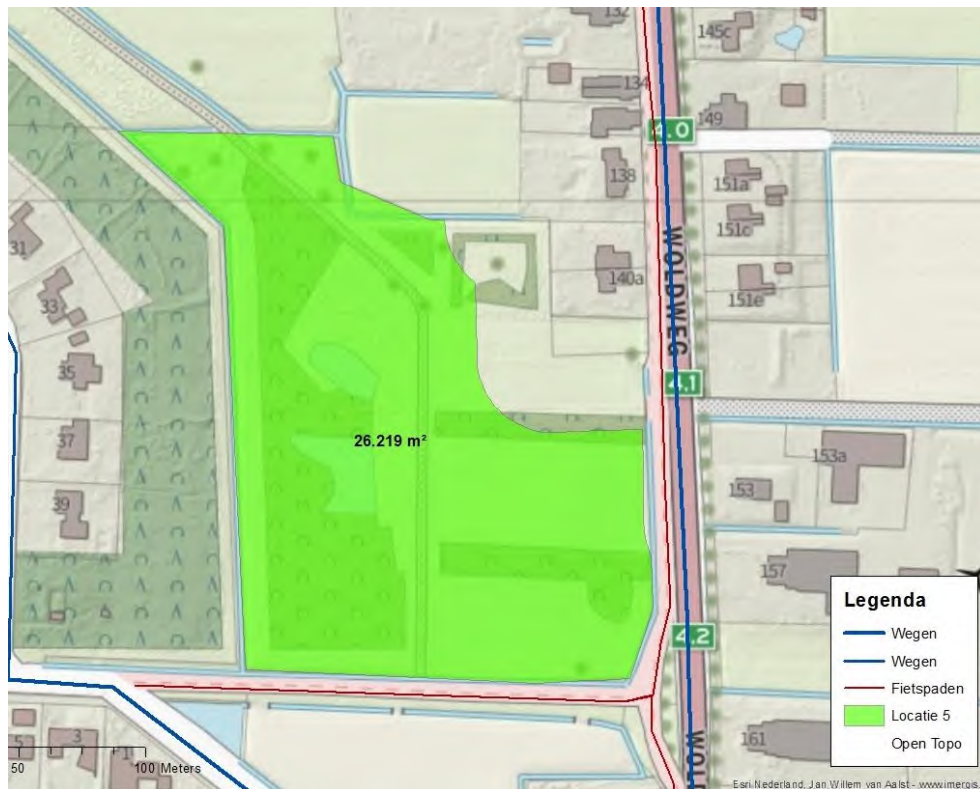 132
145c
134
4.0
149
138
151a
151c
31
WOLDWEG
140a
151e
33
4.1
35
26.219 m²
37
153a
153
39
157
Legenda
Wegen
Wegen
Fietspaden
Locatie 5
Open Topo
4.2
5
3
1
161
50
100 Meters
Esri Nederland, Jan Willem van Aalst - www.imergis